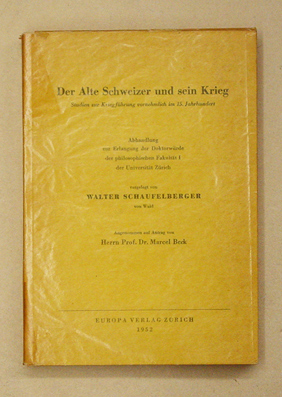 Der Alte Schweizer und sein Krieg
Studien zur Kriegführung vornehmlich im 15. Jahrhundert
Abhandlung
zur Erlangung der Doktorwürde
der philosophischen Fakultät I
der Universität Zürich
vorgelegt von
WALTER SCHAUFELBERGER
von Wald
Angenommen auf Antrag von
Herrn Prof. Dr. Marcel Beck
EUROPA VERLAG ZÜRICH
1952